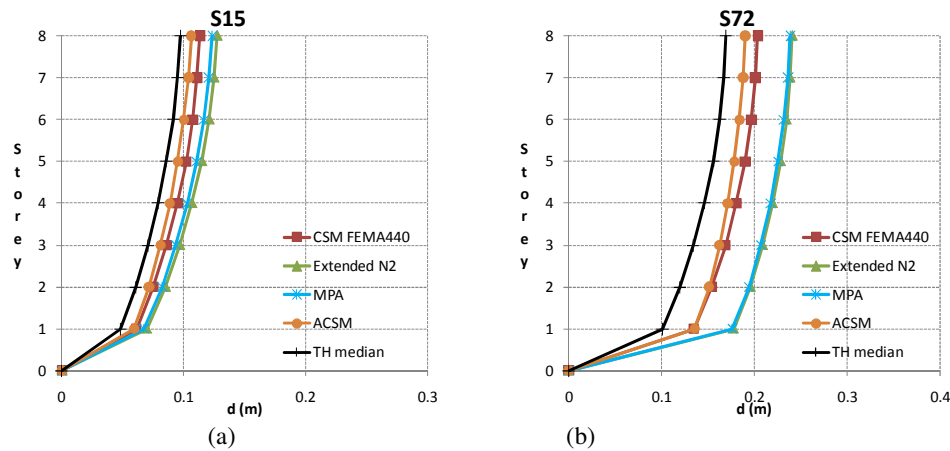 S15
8
7
6
5
4
3
2
1
0
Storey
CSM FEMA440
Extended N2
MPA
ACSM
TH median
0
0.1
0.2
0.3
d (m)
(a)
S72
8
7
6
5
4
3
2
1
0
Storey
CSM FEMA440
Extended N2
MPA
ACSM
TH median
0
0.1
0.2
0.3
0.4
d (m)
(b)